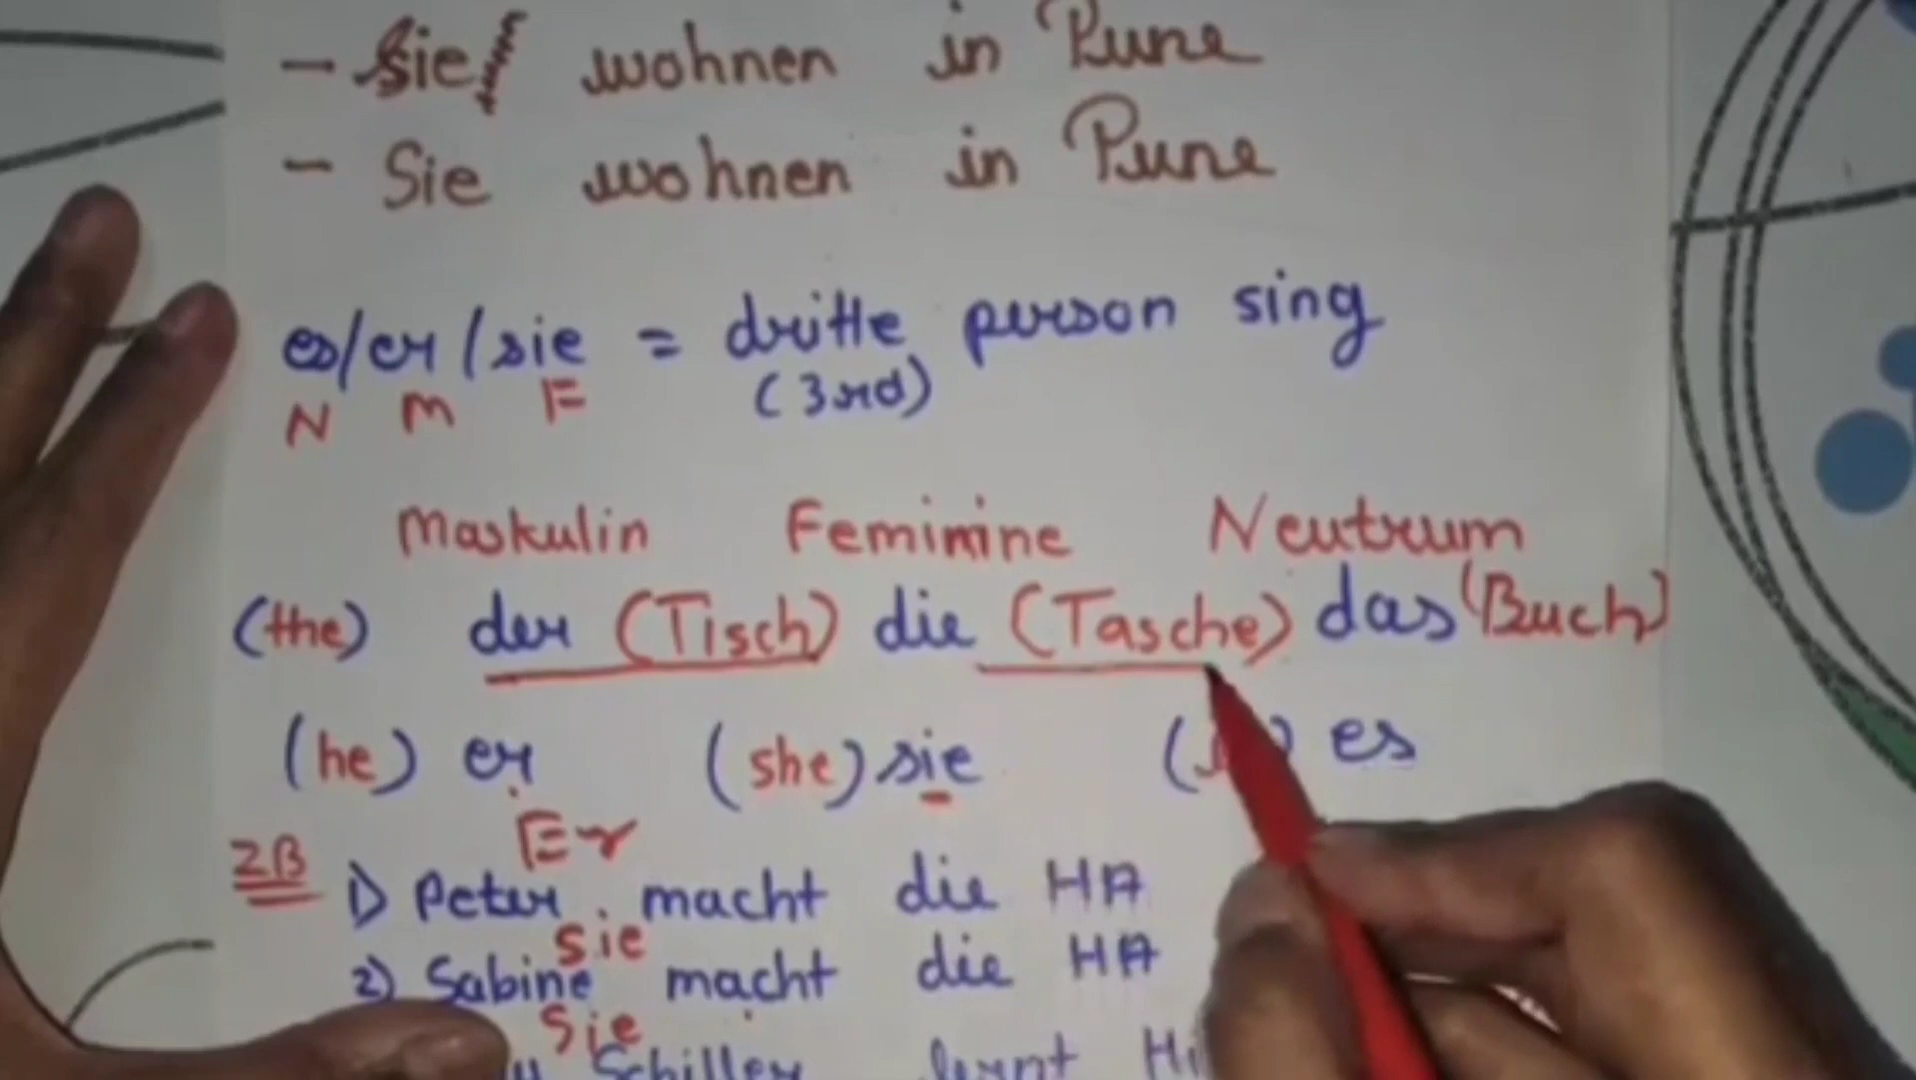 - Sie wohnen in Pune
- Sie wohnen in Pune
es/er/sie = dritte person sing
N M F (3rd)
Maskulin Feminine Neutrum
(the) der (Tisch) die (Tasche) das (Buch)
(he) er (she) sie es
Er
ZB 1) Peter macht die HA
Sie
2) Sabine macht die HA
Sie
Schiller lernt